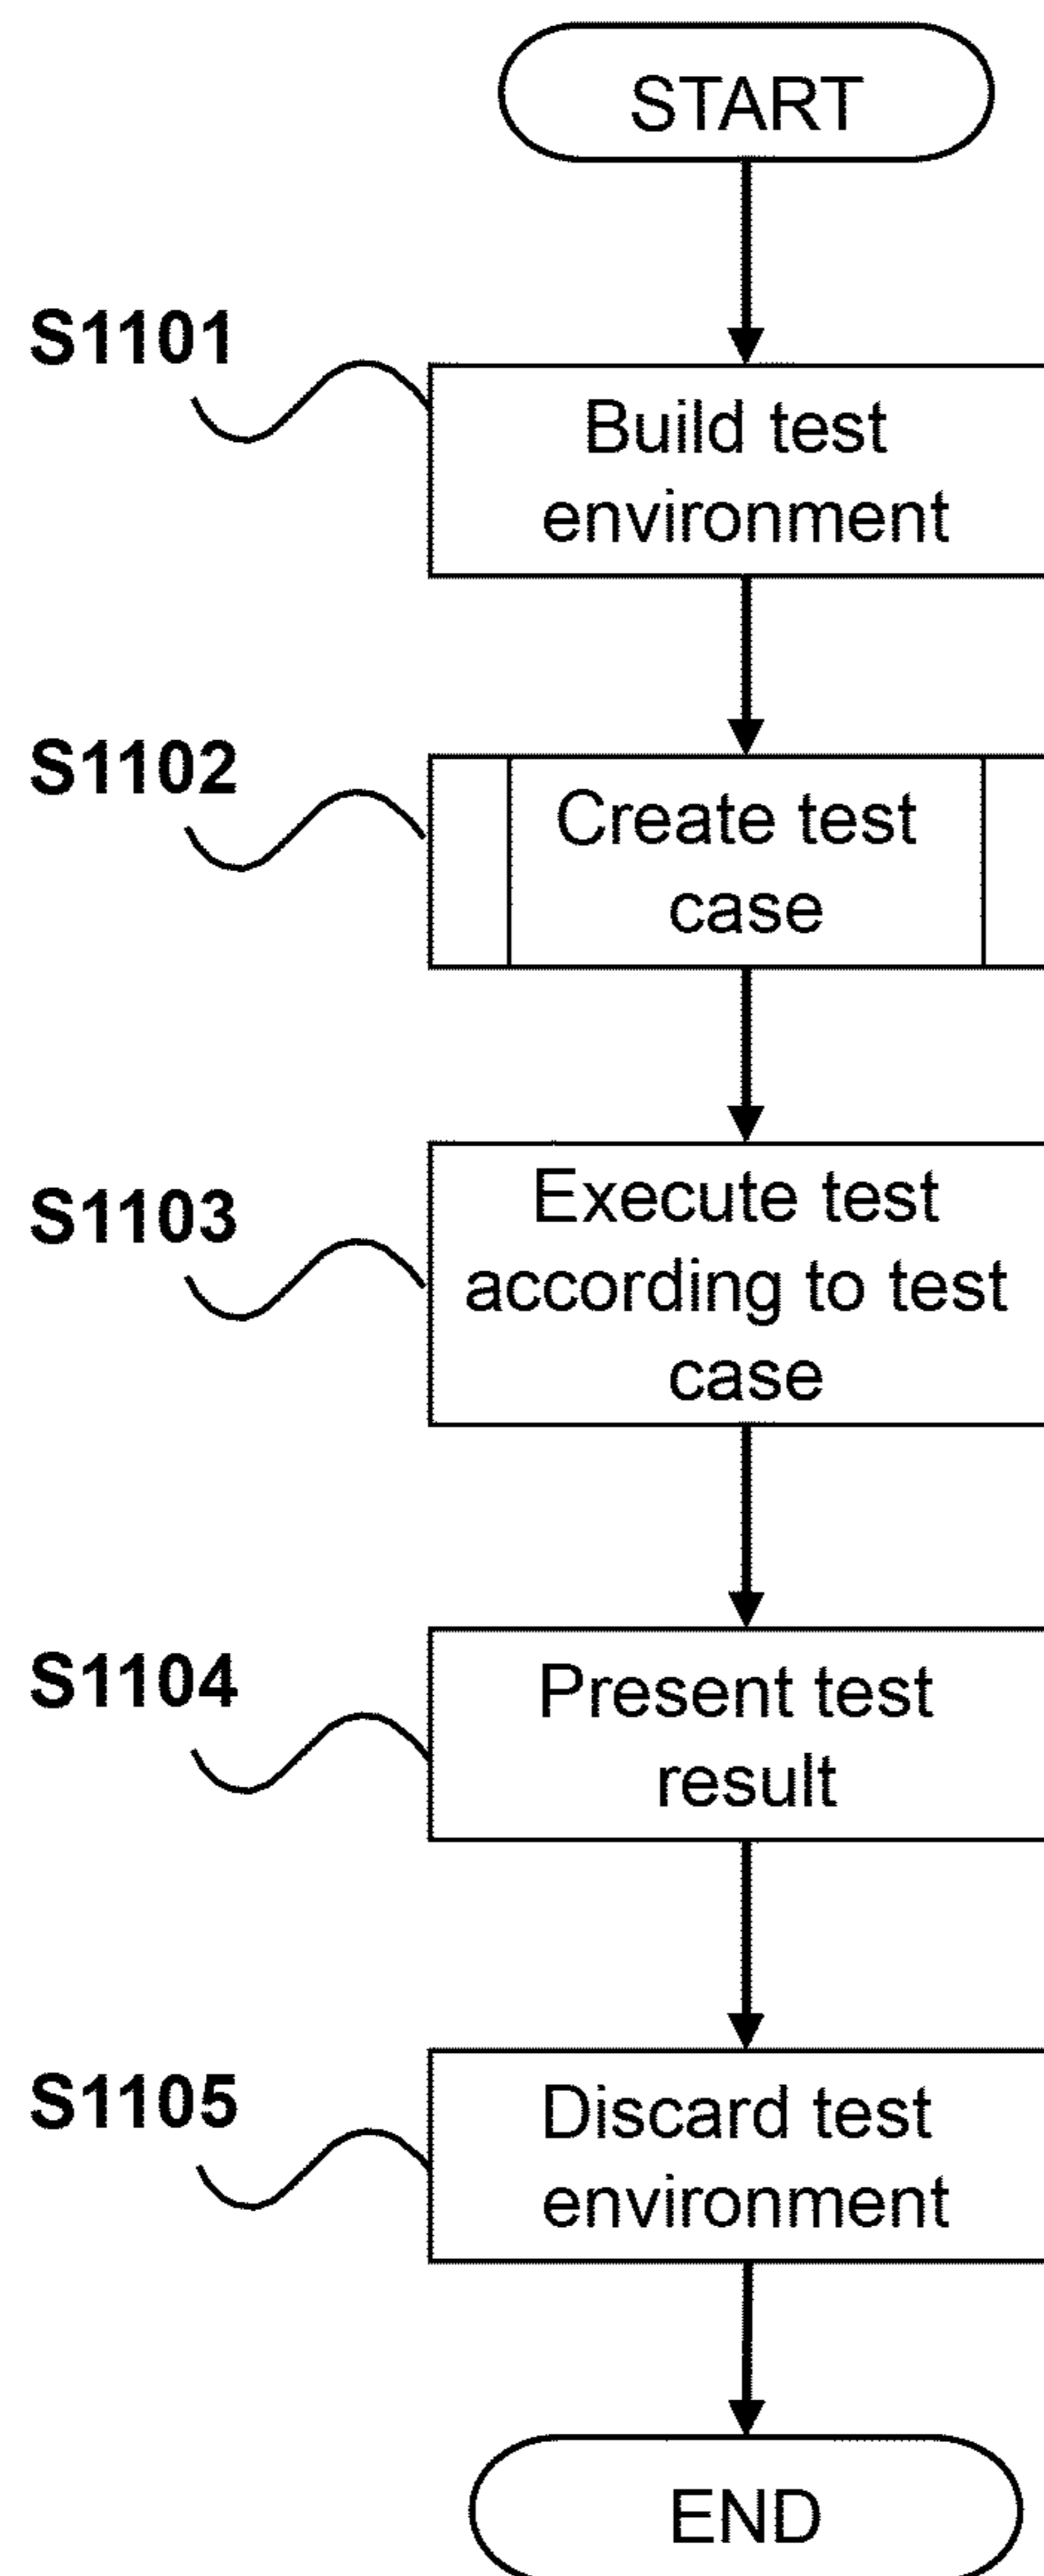 START
S1101
Build test
environment
S1102
Create test
case
S1103
Execute test
according to test
case
S1104
Present test
result
S1105
Discard test
environment
END